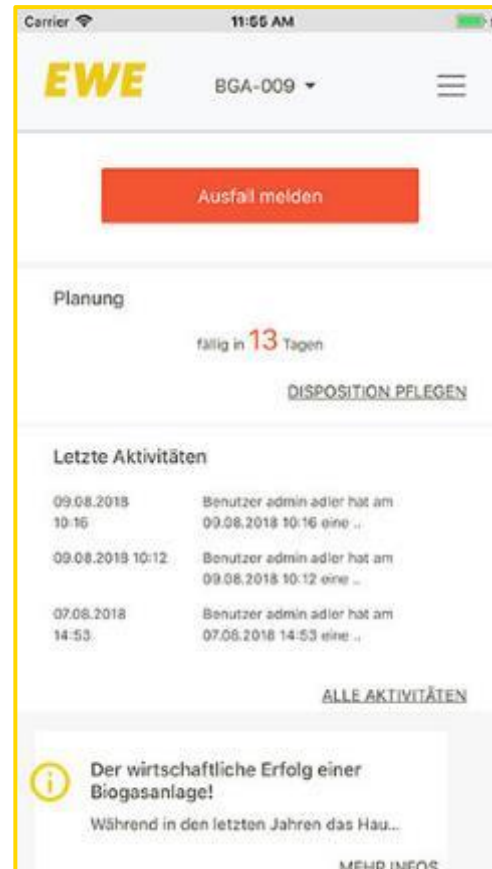 Carrier 11:55 AM
EWE BGA-009
Ausfall melden
Planung
fällig in 13 Tagen
DISPOSITION PFLEGEN
Letzte Aktivitäten
09.08.2018
10:16
Benutzer admin adler hat am
09.08.2018 10:16 eine ..
09.08.2018 10:12
Benutzer admin adler hat am
09.08.2018 10:12 eine ..
07.08.2018
14:53
Benutzer admin adler hat am
07.08.2018 14:53 eine ..
ALLE AKTIVITÄTEN
Der wirtschaftliche Erfolg einer
Biogasanlage!
Während in den letzten Jahren das Hau...
MEHR INFOS